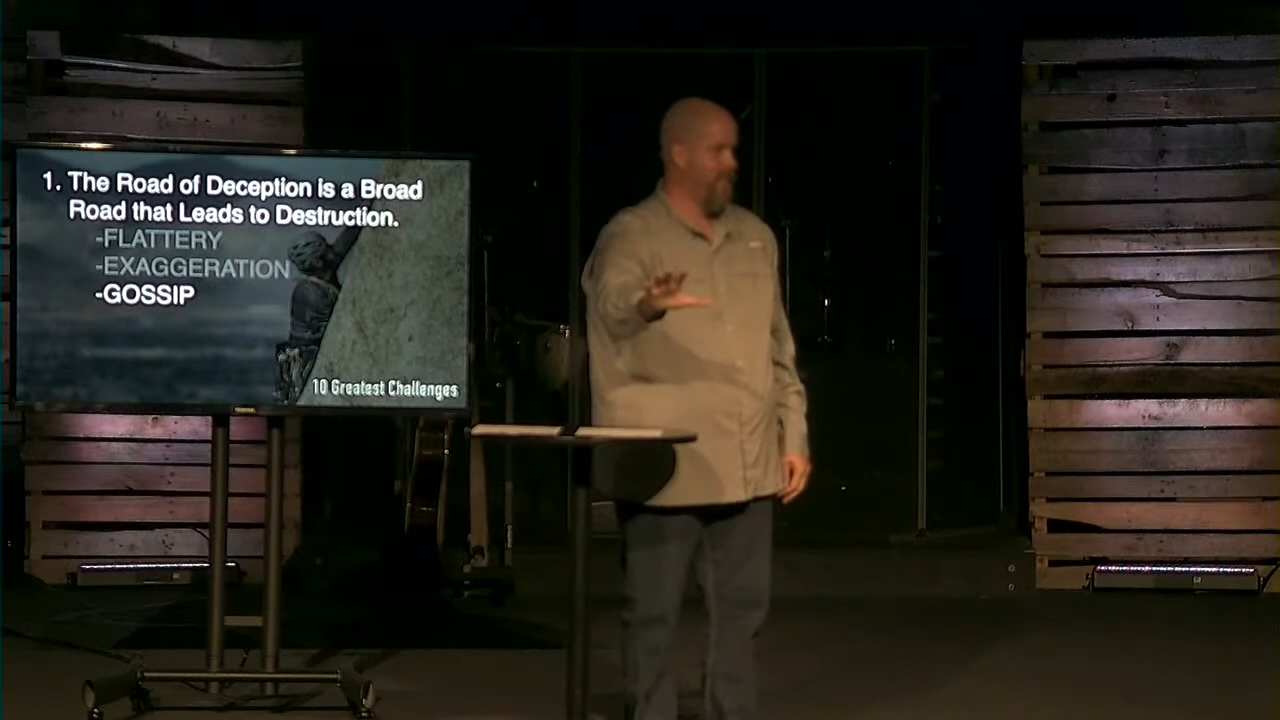 1. The Road of Deception is a Broad
Road that Leads to Destruction.
-FLATTERY
-EXAGGERATION
-GOSSIP
10 Greatest Challenges